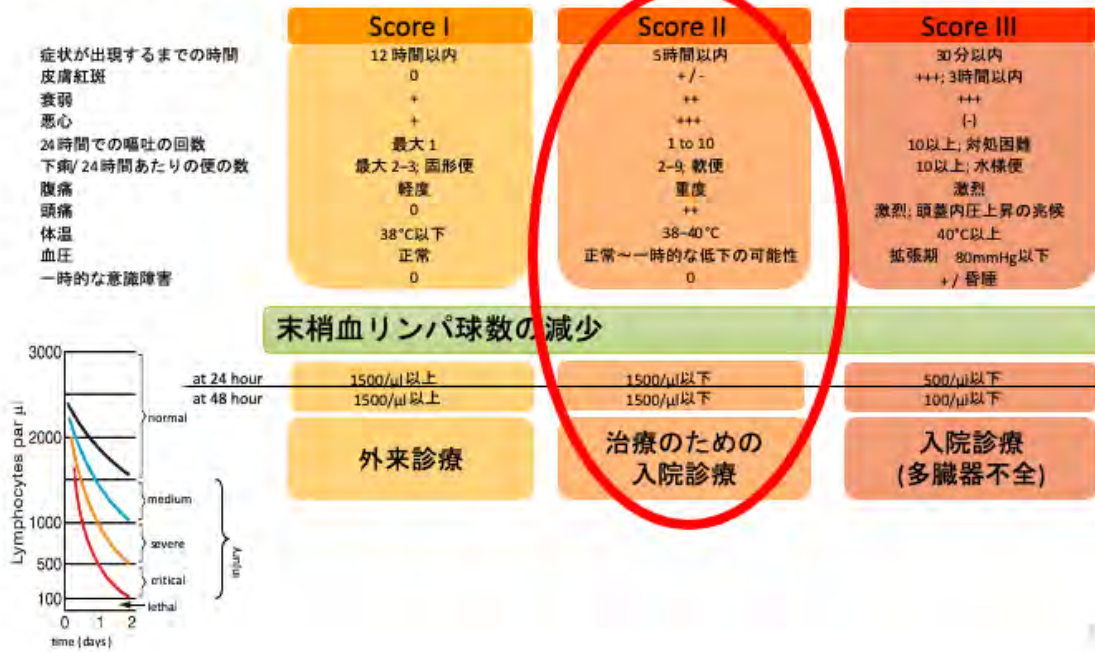 Score I Score II Score III
症状が出現するまでの時間 12時間以内 5時間以内 30分以内
皮膚紅斑 0 +/- +++; 3時間以内
衰弱 + ++ +++
悪心 + +++ (-)
24時間での嘔吐の回数 最大1 1 to 10 10以上; 対処困難
下痢/24時間あたりの便の数 最大2–3; 固形便 2–9; 軟便 10以上; 水様便
腹痛 軽度 重度 激烈
頭痛 0 ++ 激烈; 頭蓋内圧上昇の兆候
体温 38°C以下 38–40°C 40°C以上
血圧 正常 正常～一時的な低下の可能性 拡張期 80mmHg以下
一時的な意識障害 0 0 +/ 昏睡
末梢血リンパ球数の減少
at 24 hour 1500/μl以上 1500/μl以下 500/μl以下
at 48 hour 1500/μl以上 1500/μl以下 100/μl以下
外来診療
治療のための
入院診療
入院診療
(多臓器不全)
Lymphocytes par μl
3000
2000
1000
500
100
0 1 2
time (days)
normal
medium
severe
critical
lethal
injury